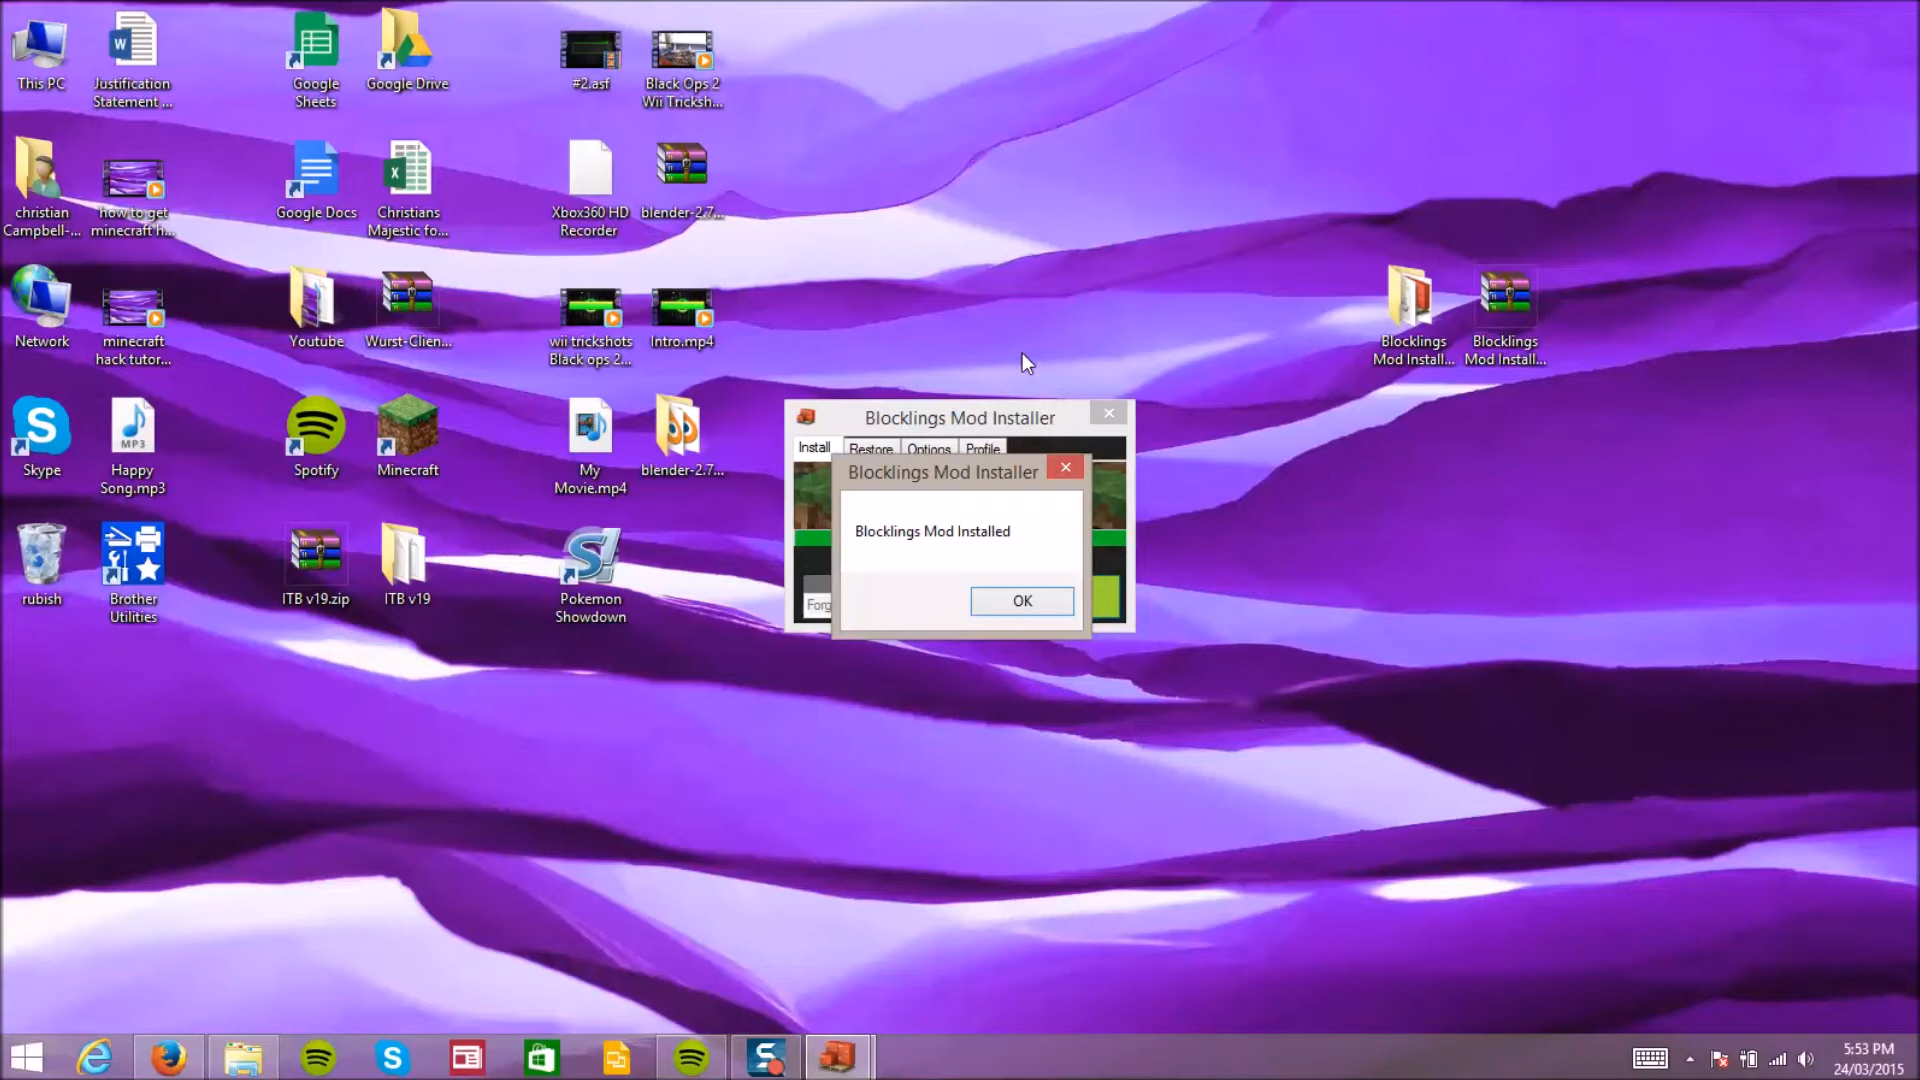 This PC
Justification
Statement ...
Google
Sheets
Google Drive
#2.asf
Black Ops 2
Wii Tricksh...
christian
Campbell-...
how to get
minecraft h...
Google Docs
Christians
Majestic fo...
Xbox360 HD
Recorder
blender-2.7...
Network
minecraft
hack tutor...
Youtube
Wurst-Clien...
wii trickshots
Black ops 2...
Intro.mp4
Blocklings
Mod Install...
Blocklings
Mod Install...
Skype
MP3
Happy
Song.mp3
Spotify
Minecraft
My
Movie.mp4
blender-2.7...
rubish
Brother
Utilities
ITB v19.zip
ITB v19
Pokemon
Showdown
Blocklings Mod Installer
Install
Restore
Options
Profile
Blocklings Mod Installer
Blocklings Mod Installed
Forg
OK
5:53 PM
24/03/2015